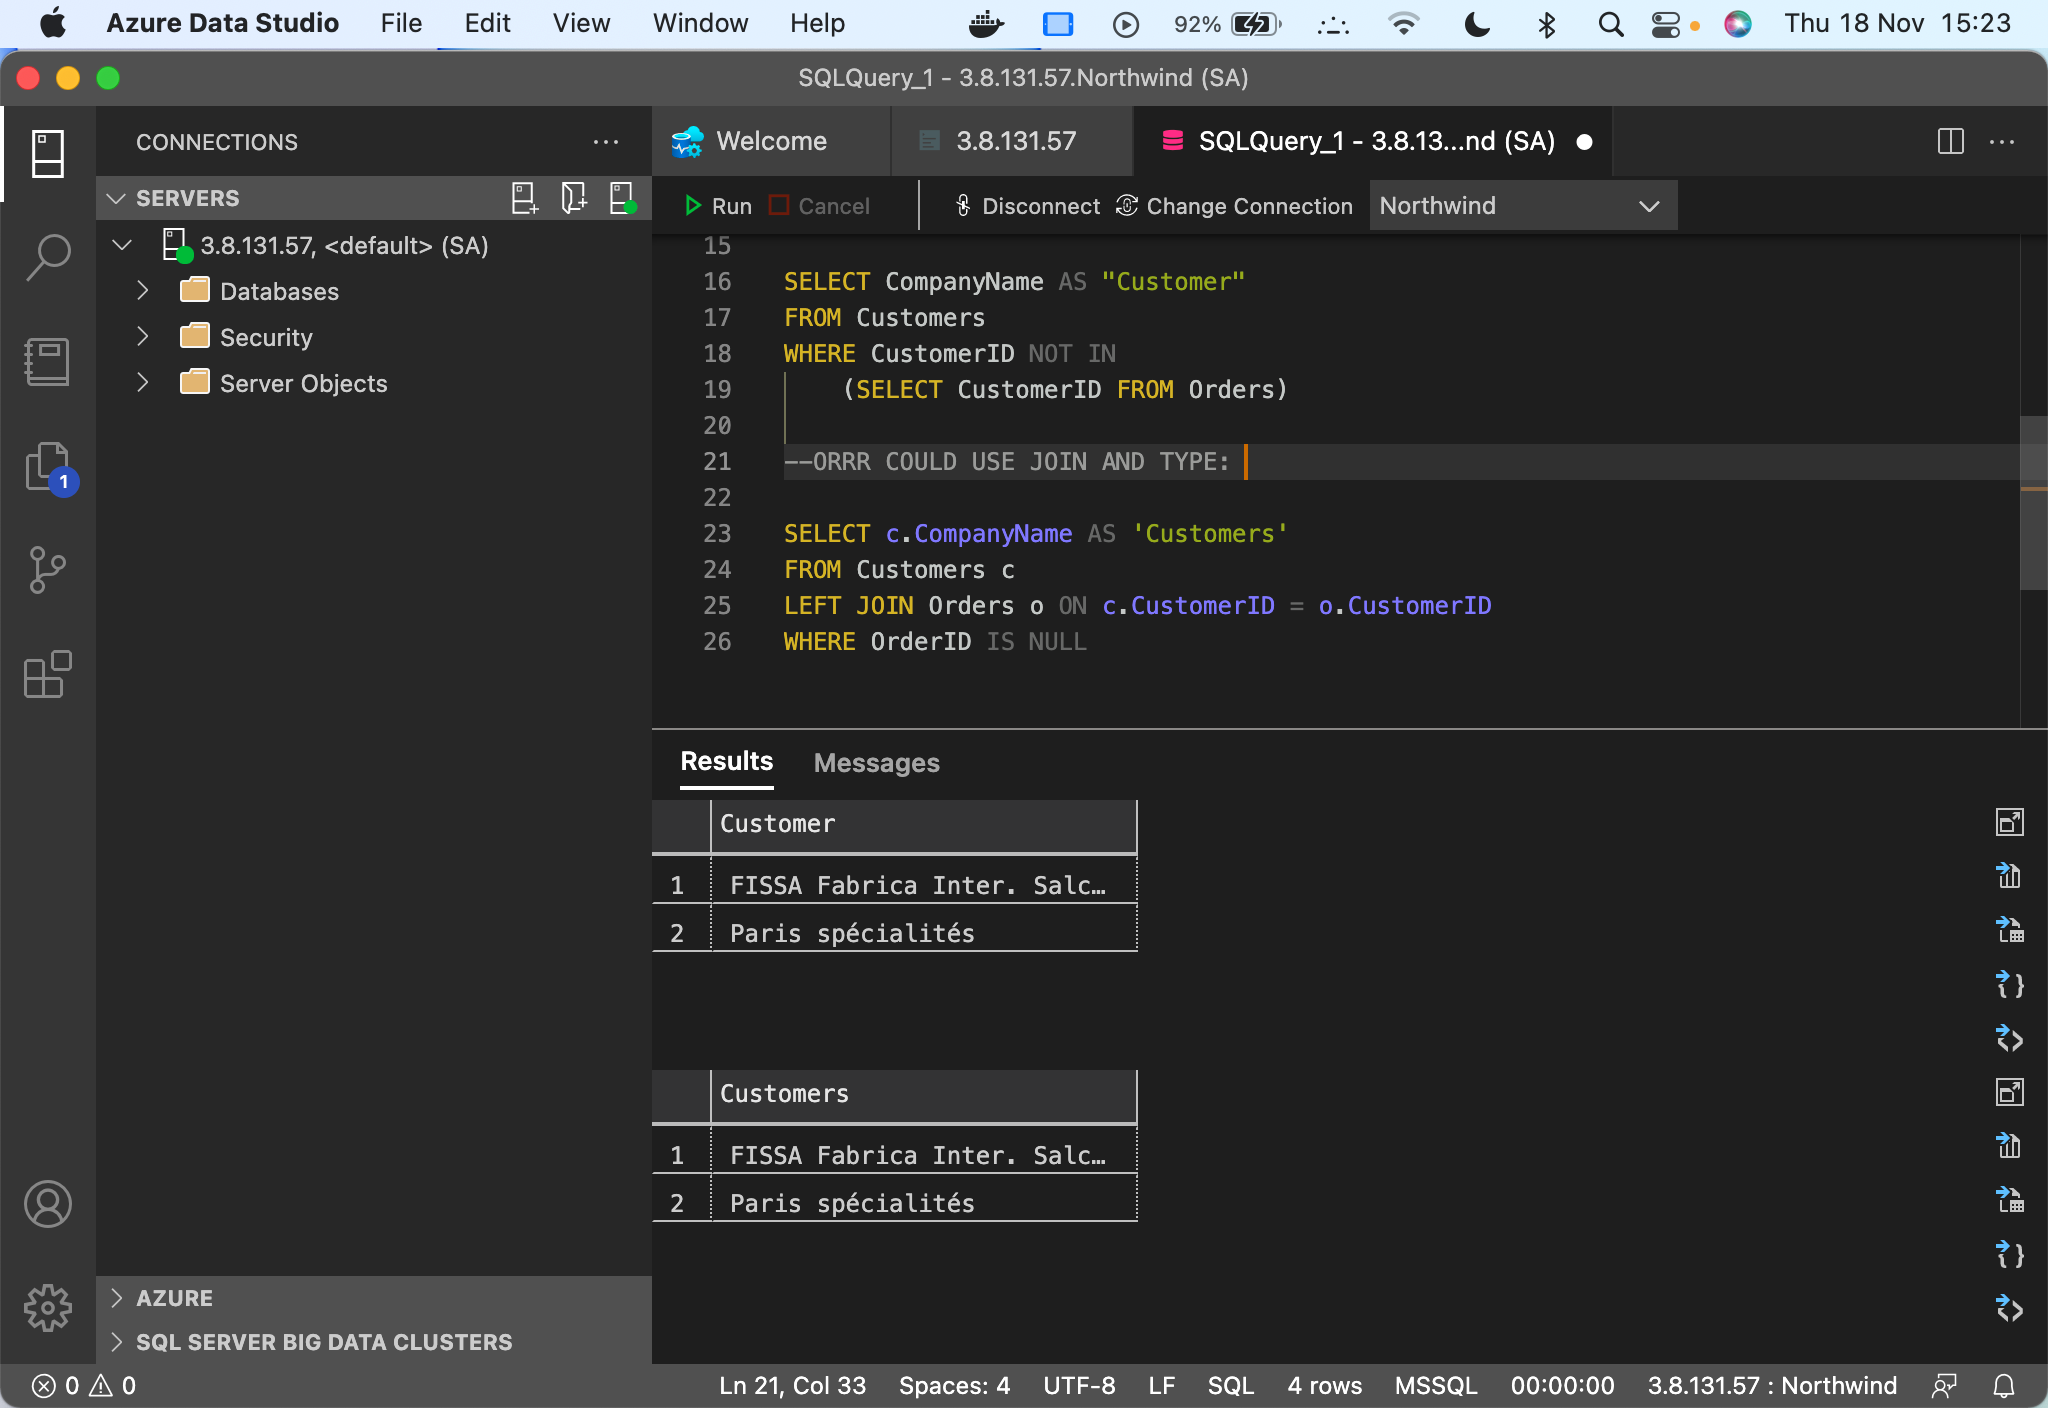 Azure Data Studio File Edit View Window Help 92% Thu 18 Nov 15:23
SQLQuery_1 - 3.8.131.57.Northwind (SA)
CONNECTIONS
SERVERS
3.8.131.57, <default> (SA)
Databases
Security
Server Objects
1
AZURE
SQL SERVER BIG DATA CLUSTERS
Welcome 3.8.131.57 SQLQuery_1 - 3.8.13...nd (SA)
Run Cancel Disconnect Change Connection Northwind
15
16 SELECT CompanyName AS "Customer"
17 FROM Customers
18 WHERE CustomerID NOT IN
19 (SELECT CustomerID FROM Orders)
20
21 --ORRR COULD USE JOIN AND TYPE:
22
23 SELECT c.CompanyName AS 'Customers'
24 FROM Customers c
25 LEFT JOIN Orders o ON c.CustomerID = o.CustomerID
26 WHERE OrderID IS NULL
Results Messages
Customer
1 FISSA Fabrica Inter. Salc…
2 Paris spécialités
Customers
1 FISSA Fabrica Inter. Salc…
2 Paris spécialités
0 0 Ln 21, Col 33 Spaces: 4 UTF-8 LF SQL 4 rows MSSQL 00:00:00 3.8.131.57 : Northwind